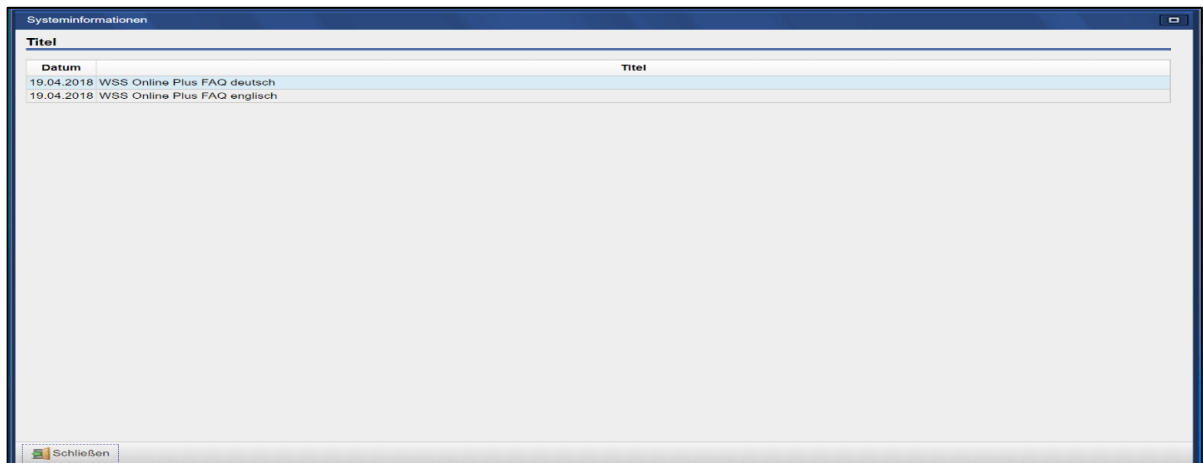 Systeminformationen
Titel
Datum Titel
19.04.2018 WSS Online Plus FAQ deutsch
19.04.2018 WSS Online Plus FAQ englisch
Schließen